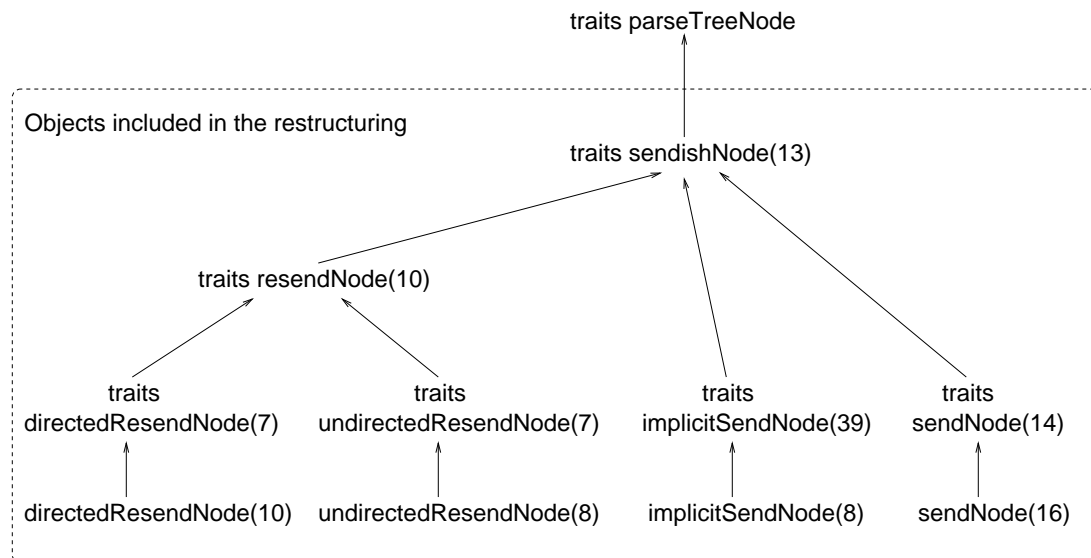 traits parseTreeNode
Objects included in the restructuring
traits sendishNode(13)
traits resendNode(10)
traits
directedResendNode(7)
traits
undirectedResendNode(7)
traits
implicitSendNode(39)
traits
sendNode(14)
directedResendNode(10)
undirectedResendNode(8)
implicitSendNode(8)
sendNode(16)